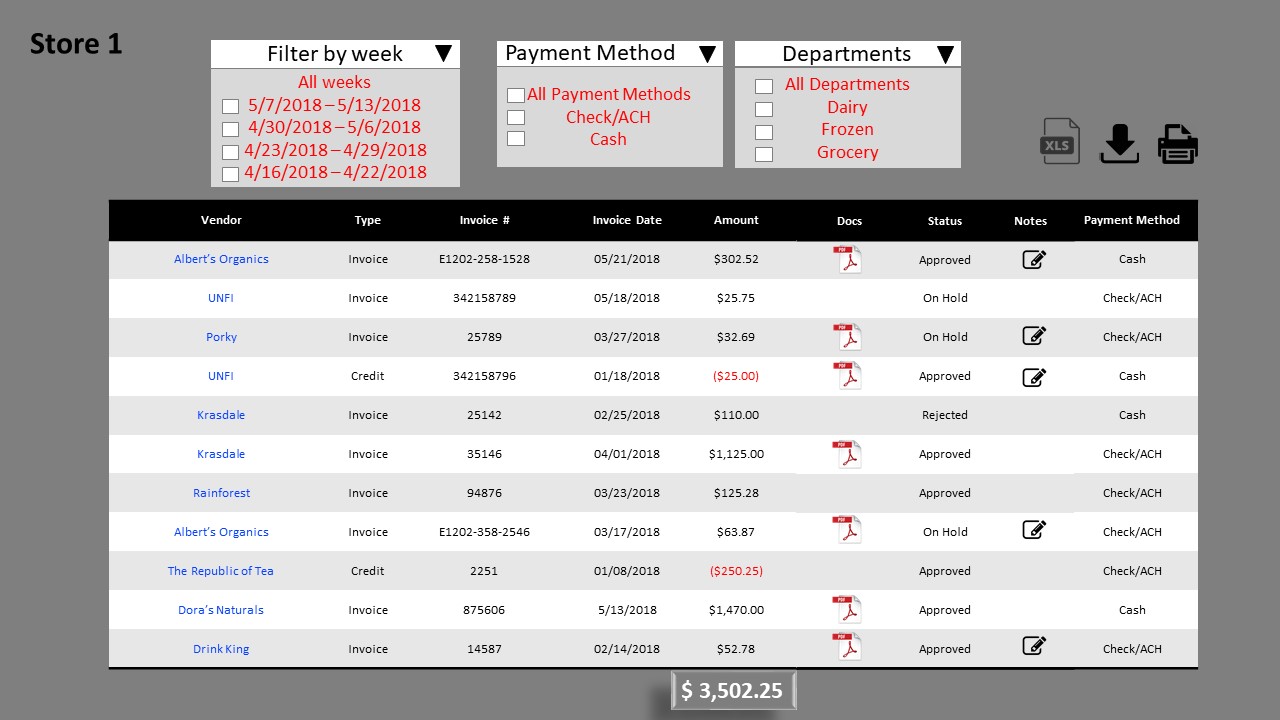 Store 1
Filter by week
All weeks
5/7/2018 – 5/13/2018
4/30/2018 – 5/6/2018
4/23/2018 – 4/29/2018
4/16/2018 – 4/22/2018
Payment Method
All Payment Methods
Check/ACH
Cash
Departments
All Departments
Dairy
Frozen
Grocery
XLS
Vendor Type Invoice # Invoice Date Amount Docs Status Notes Payment Method
Albert’s Organics Invoice E1202-258-1528 05/21/2018 $302.52 PDF Approved Cash
UNFI Invoice 342158789 05/18/2018 $25.75 On Hold Check/ACH
Porky Invoice 25789 03/27/2018 $32.69 PDF On Hold Check/ACH
UNFI Credit 342158796 01/18/2018 ($25.00) PDF Approved Cash
Krasdale Invoice 25142 02/25/2018 $110.00 Rejected Cash
Krasdale Invoice 35146 04/01/2018 $1,125.00 PDF Approved Check/ACH
Rainforest Invoice 94876 03/23/2018 $125.28 Approved Check/ACH
Albert’s Organics Invoice E1202-358-2546 03/17/2018 $63.87 PDF On Hold Check/ACH
The Republic of Tea Credit 2251 01/08/2018 ($250.25) Approved Check/ACH
Dora’s Naturals Invoice 875606 5/13/2018 $1,470.00 PDF Approved Cash
Drink King Invoice 14587 02/14/2018 $52.78 PDF Approved Check/ACH
$ 3,502.25